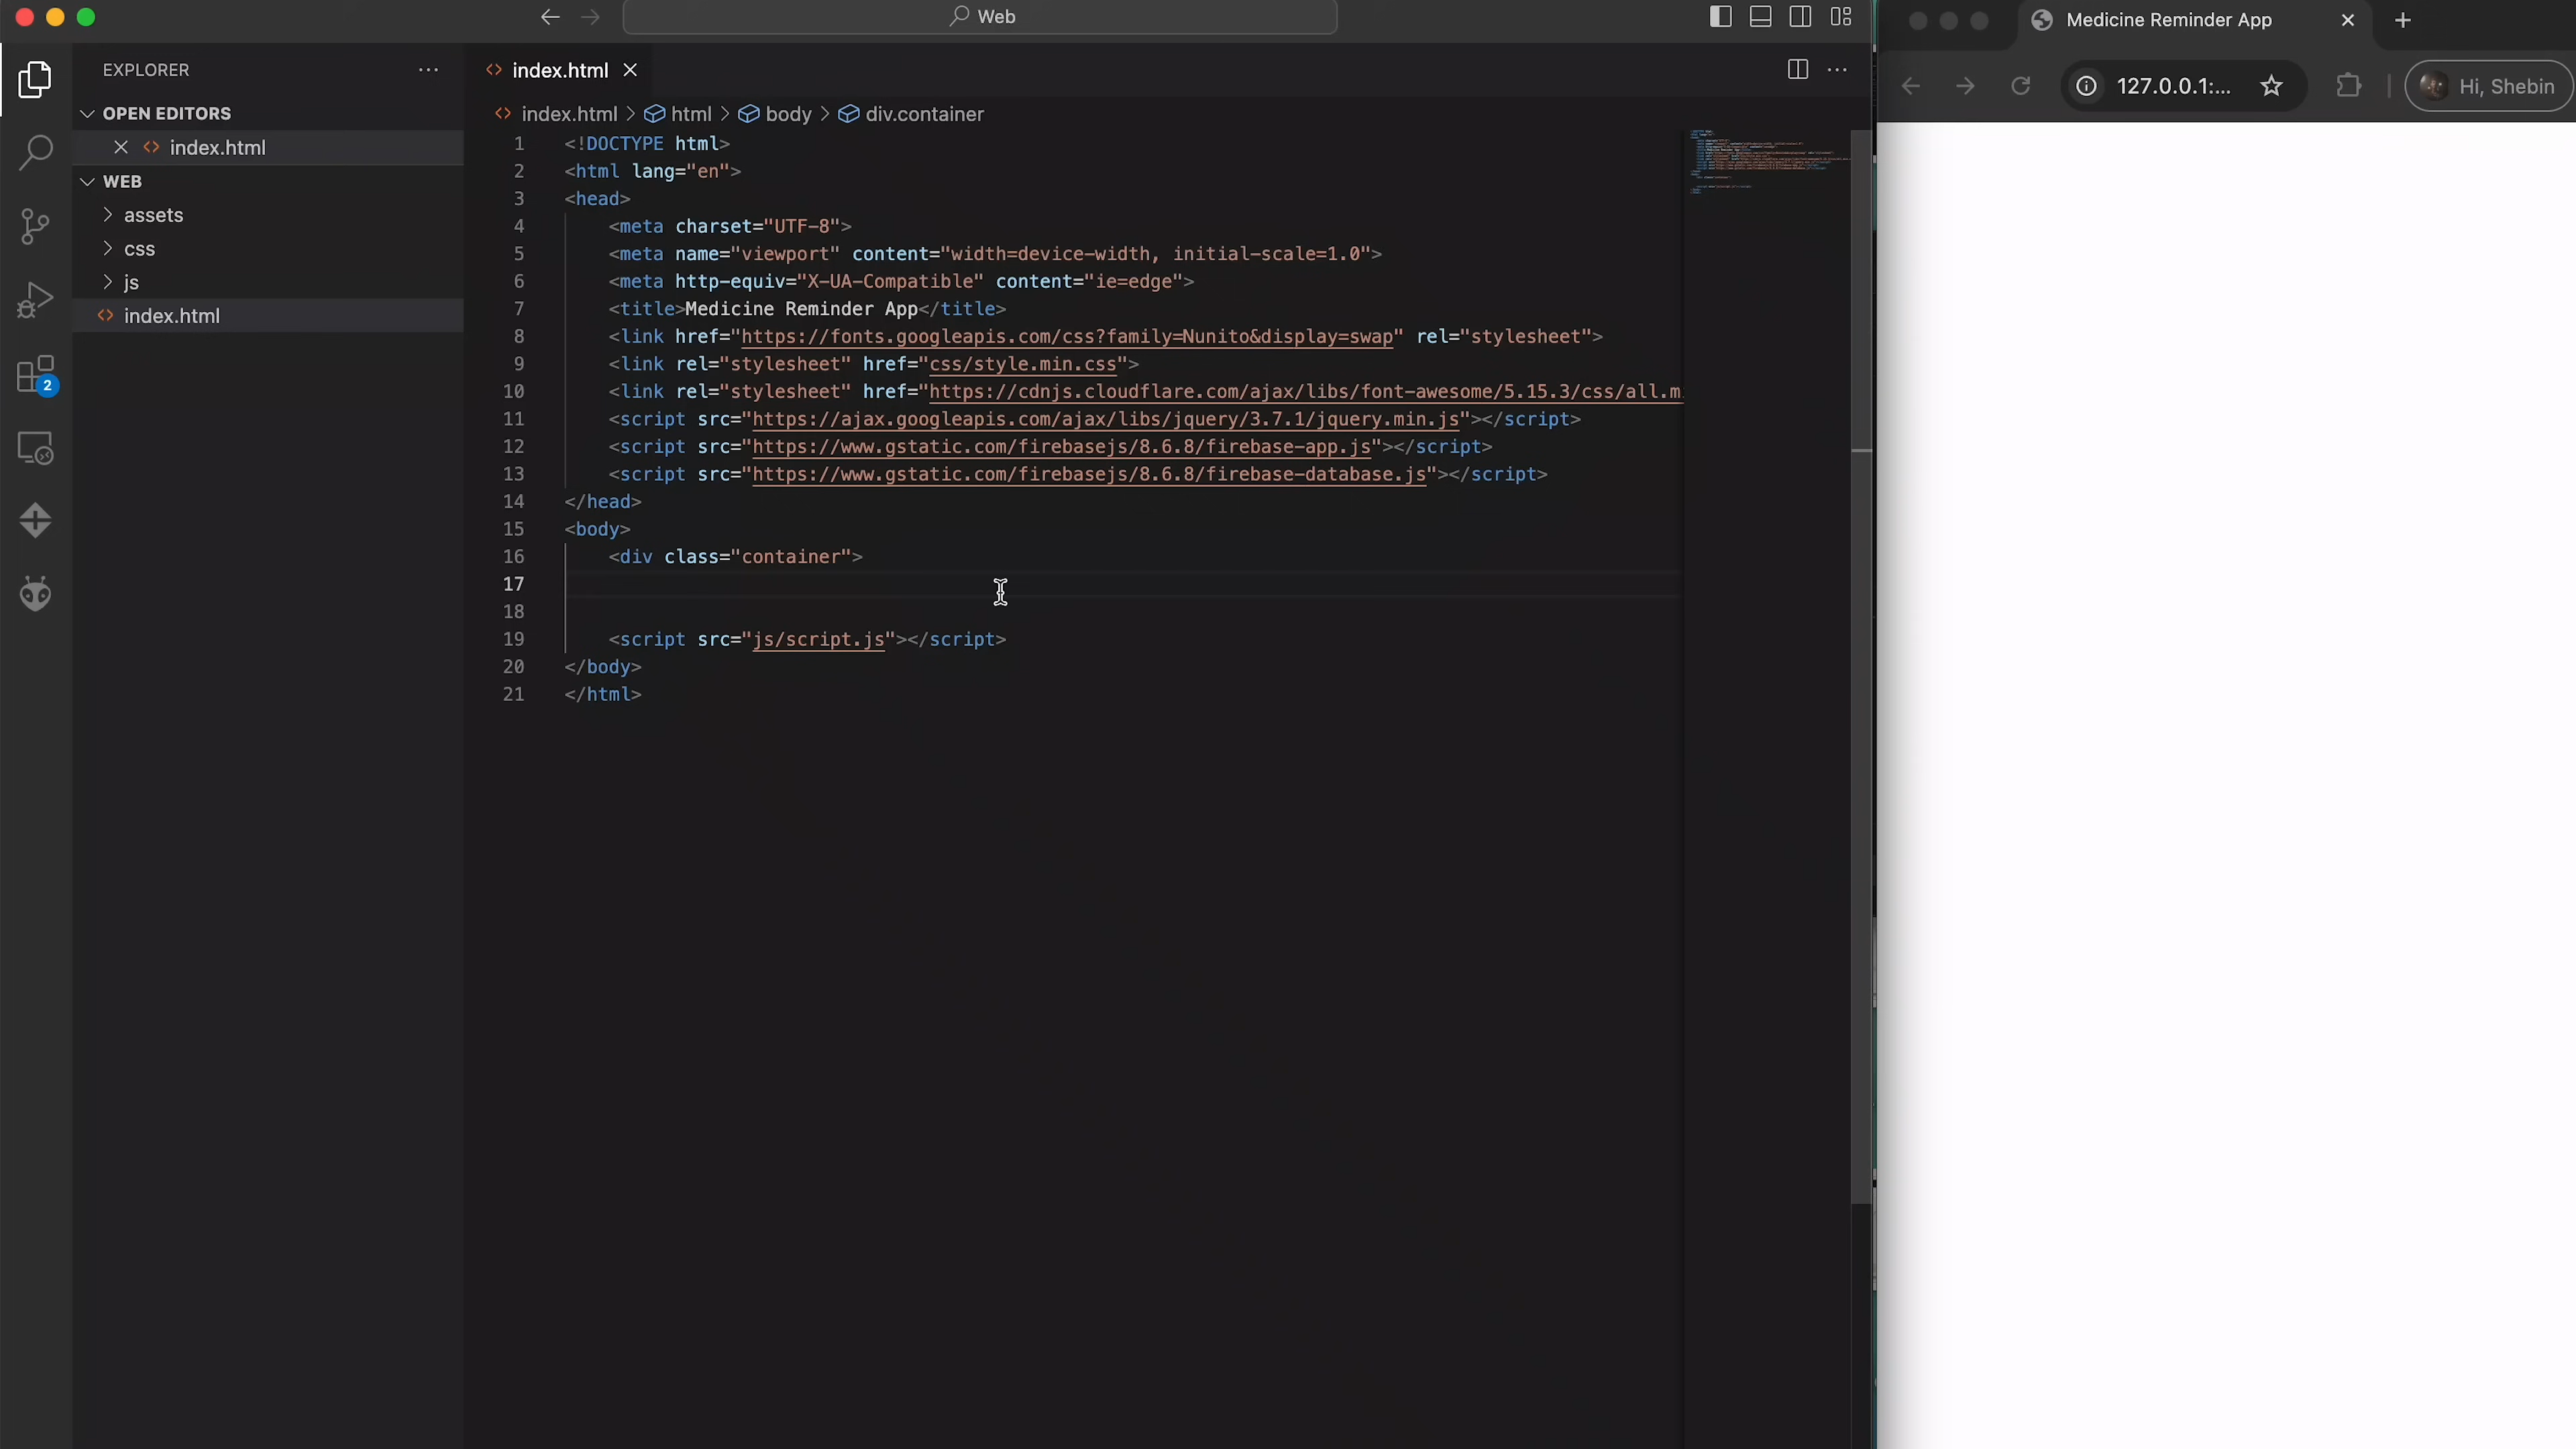 Web
EXPLORER
OPEN EDITORS
index.html
WEB
assets
css
js
index.html
2
index.html
index.html > html > body > div.container
1 <!DOCTYPE html>
2 <html lang="en">
3 <head>
4 <meta charset="UTF-8">
5 <meta name="viewport" content="width=device-width, initial-scale=1.0">
6 <meta http-equiv="X-UA-Compatible" content="ie=edge">
7 <title>Medicine Reminder App</title>
8 <link href="https://fonts.googleapis.com/css?family=Nunito&display=swap" rel="stylesheet">
9 <link rel="stylesheet" href="css/style.min.css">
10 <link rel="stylesheet" href="https://cdnjs.cloudflare.com/ajax/libs/font-awesome/5.15.3/css/all.m
11 <script src="https://ajax.googleapis.com/ajax/libs/jquery/3.7.1/jquery.min.js"></script>
12 <script src="https://www.gstatic.com/firebasejs/8.6.8/firebase-app.js"></script>
13 <script src="https://www.gstatic.com/firebasejs/8.6.8/firebase-database.js"></script>
14 </head>
15 <body>
16 <div class="container">
17
18
19 <script src="js/script.js"></script>
20 </body>
21 </html>
Medicine Reminder App
127.0.0.1:...
Hi, Shebin